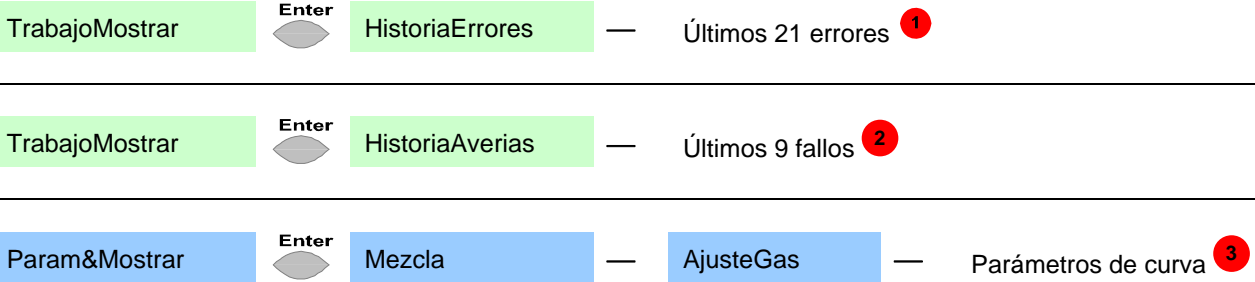 Enter
TrabajoMostrar HistoriaErrores — Últimos 21 errores 1
Enter
TrabajoMostrar HistoriaAverias — Últimos 9 fallos 2
Enter
Param&Mostrar Mezcla — AjusteGas — Parámetros de curva 3